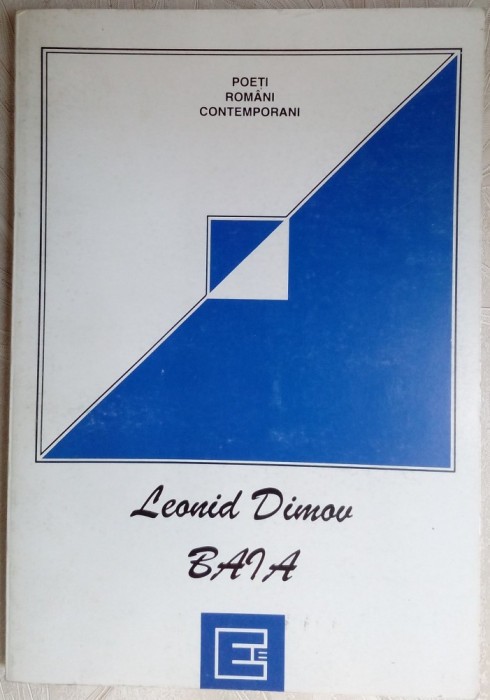 POEȚI
ROMÂNI
CONTEMPORANI
Leonid Dimov
BAIA
E